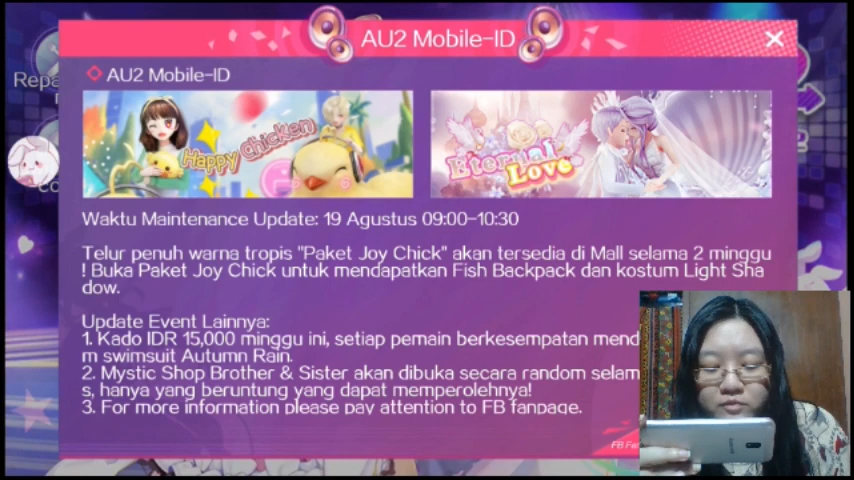 AU2 Mobile-ID
AU2 Mobile-ID
Happy chicken
Eternal
Love
Waktu Maintenance Update: 19 Agustus 09:00-10:30
Telur penuh warna tropis "Paket Joy Chick" akan tersedia di Mall selama 2 minggu
! Buka Paket Joy Chick untuk mendapatkan Fish Backpack dan kostum Light Sha
dow.
Update Event Lainnya:
1. Kado IDR 15,000 minggu ini, setiap pemain berkesempatan mend
m swimsuit Autumn Rain.
2. Mystic Shop Brother & Sister akan dibuka secara random selam
s, hanya yang beruntung yang dapat memperolehnya!
3. For more information please pay attention to FB fanpage.